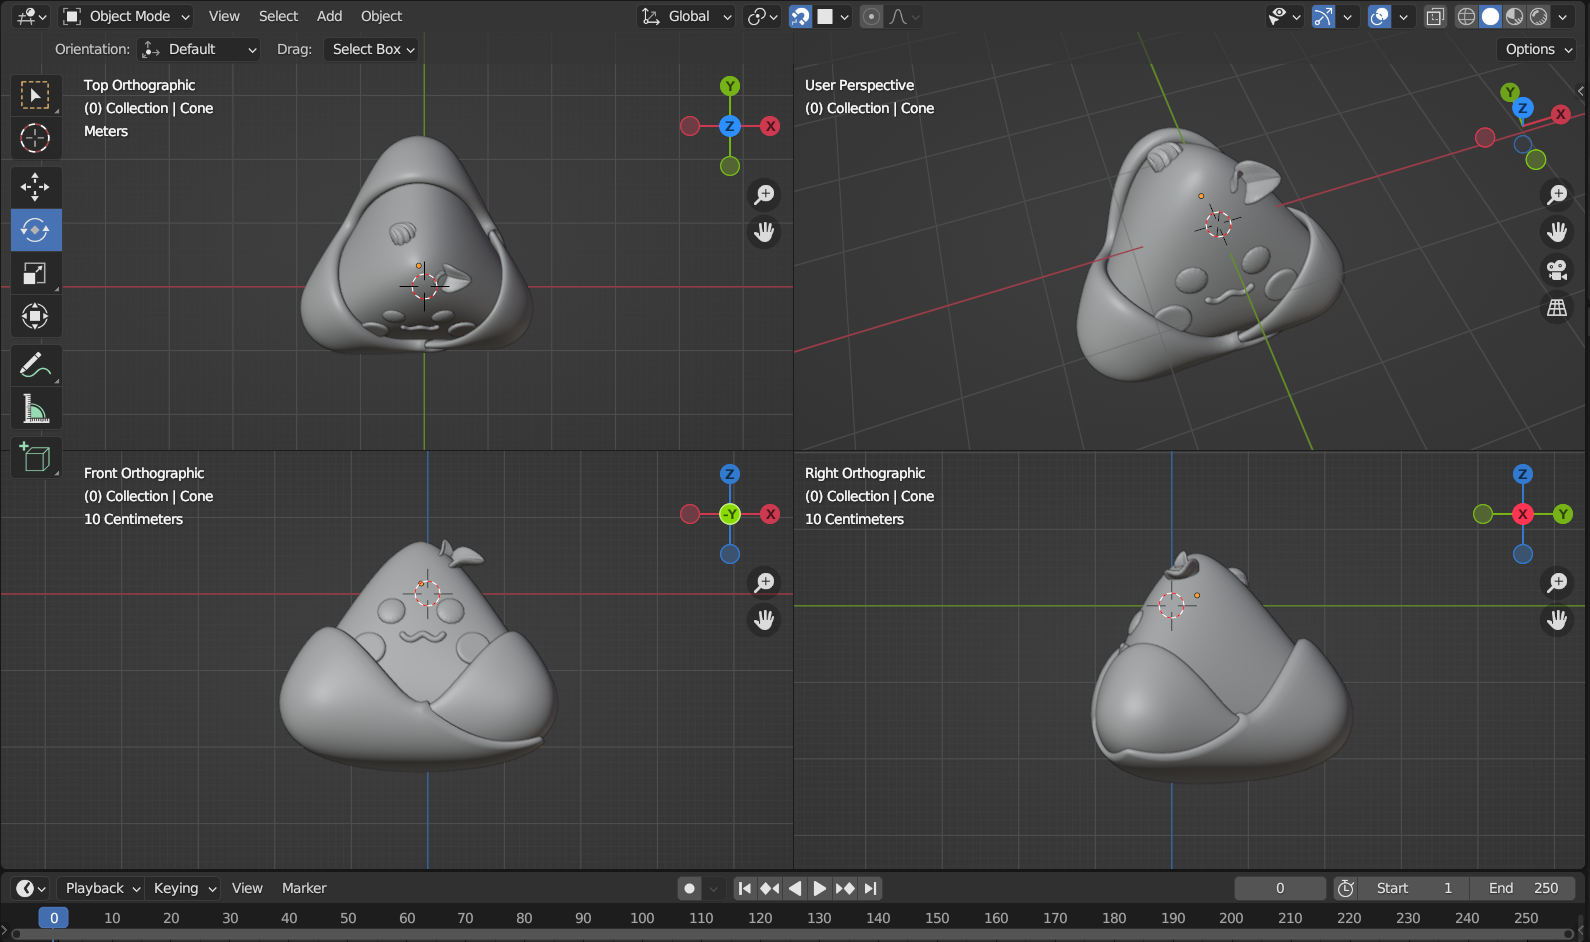 Object Mode View Select Add Object Global
Orientation: Default Drag: Select Box Options
Top Orthographic
(0) Collection | Cone
Meters
Y
Z X
User Perspective
(0) Collection | Cone
Y
Z X
Front Orthographic
(0) Collection | Cone
10 Centimeters
Z
-Y X
Right Orthographic
(0) Collection | Cone
10 Centimeters
Z
X Y
Playback Keying View Marker 0 Start 1 End 250
0 10 20 30 40 50 60 70 80 90 100 110 120 130 140 150 160 170 180 190 200 210 220 230 240 250